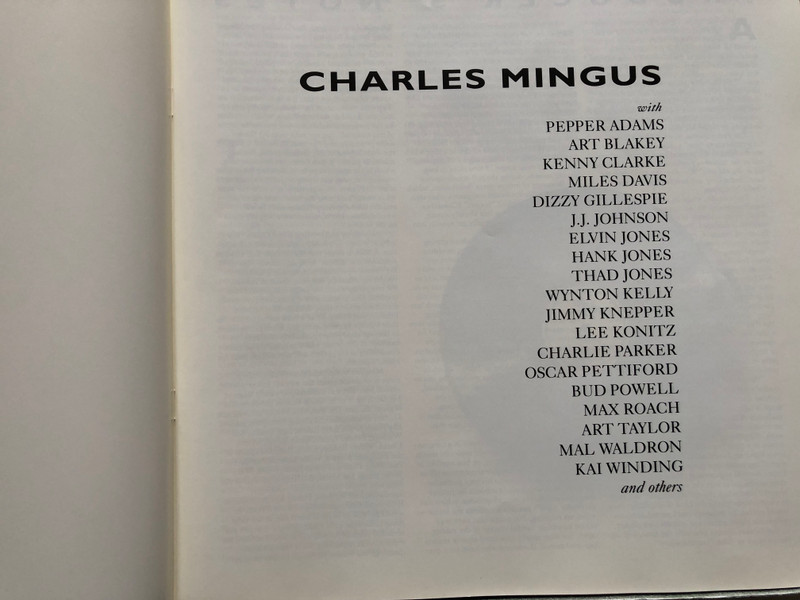 CHARLES MINGUS
with
PEPPER ADAMS
ART BLAKEY
KENNY CLARKE
MILES DAVIS
DIZZY GILLESPIE
J.J. JOHNSON
ELVIN JONES
HANK JONES
THAD JONES
WYNTON KELLY
JIMMY KNEPPER
LEE KONITZ
CHARLIE PARKER
OSCAR PETTIFORD
BUD POWELL
MAX ROACH
ART TAYLOR
MAL WALDRON
KAI WINDING
and others